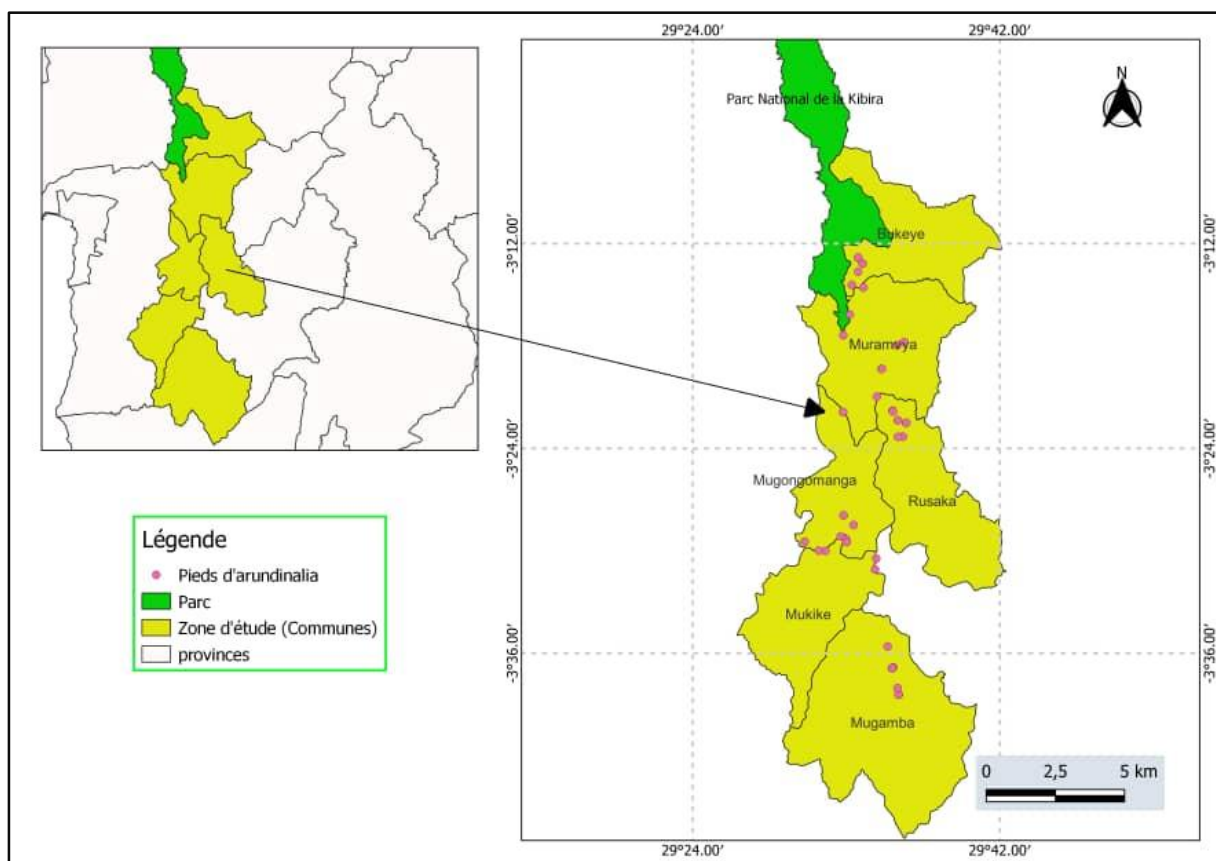 29°24.00′ 29°42.00′
N
Parc National de la Kibira
Bukeye
-3°12.00′ -3°12.00′
Muramvya
-3°24.00′ -3°24.00′
Mugongomanga
Rusaka
Légende
Pieds d'arundinalia
Parc
Zone d'étude (Communes)
provinces
Mukike
-3°36.00′ -3°36.00′
Mugamba
0 2,5 5 km
29°24.00′ 29°42.00′